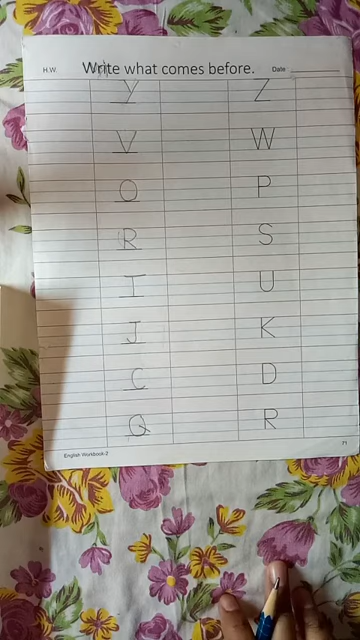 H.W. Write what comes before. Date
Y Z
V W
O P
R S
I U
J K
C D
Q R
English Workbook-2 71